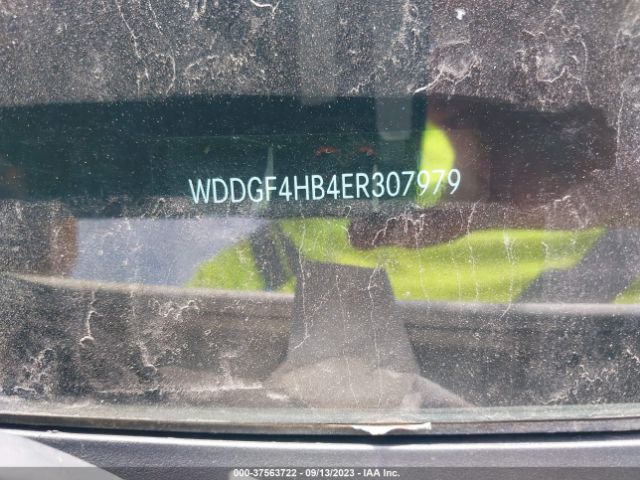 WDDGF4HB4ER307979
000-37563722 - 09/13/2023 - IAA Inc.